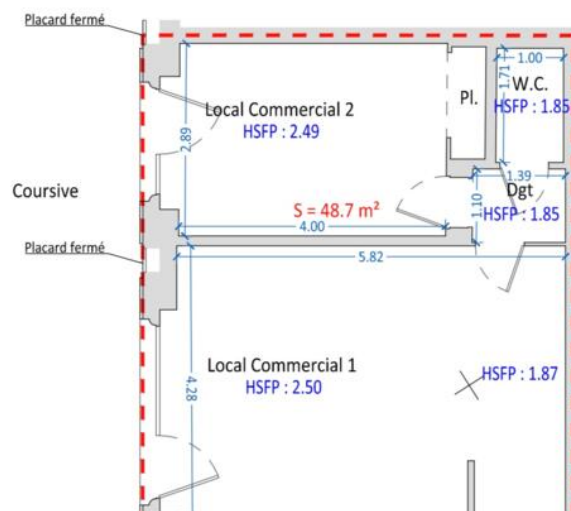 Placard fermé
1.00
W.C.
HSFP : 1.85
1.71
Pl.
Local Commercial 2
HSFP : 2.49
2.89
Coursive
1.39
Dgt
HSFP : 1.85
1.10
S = 48.7 m²
4.00
Placard fermé
5.82
Local Commercial 1
HSFP : 2.50
HSFP : 1.87
4.28